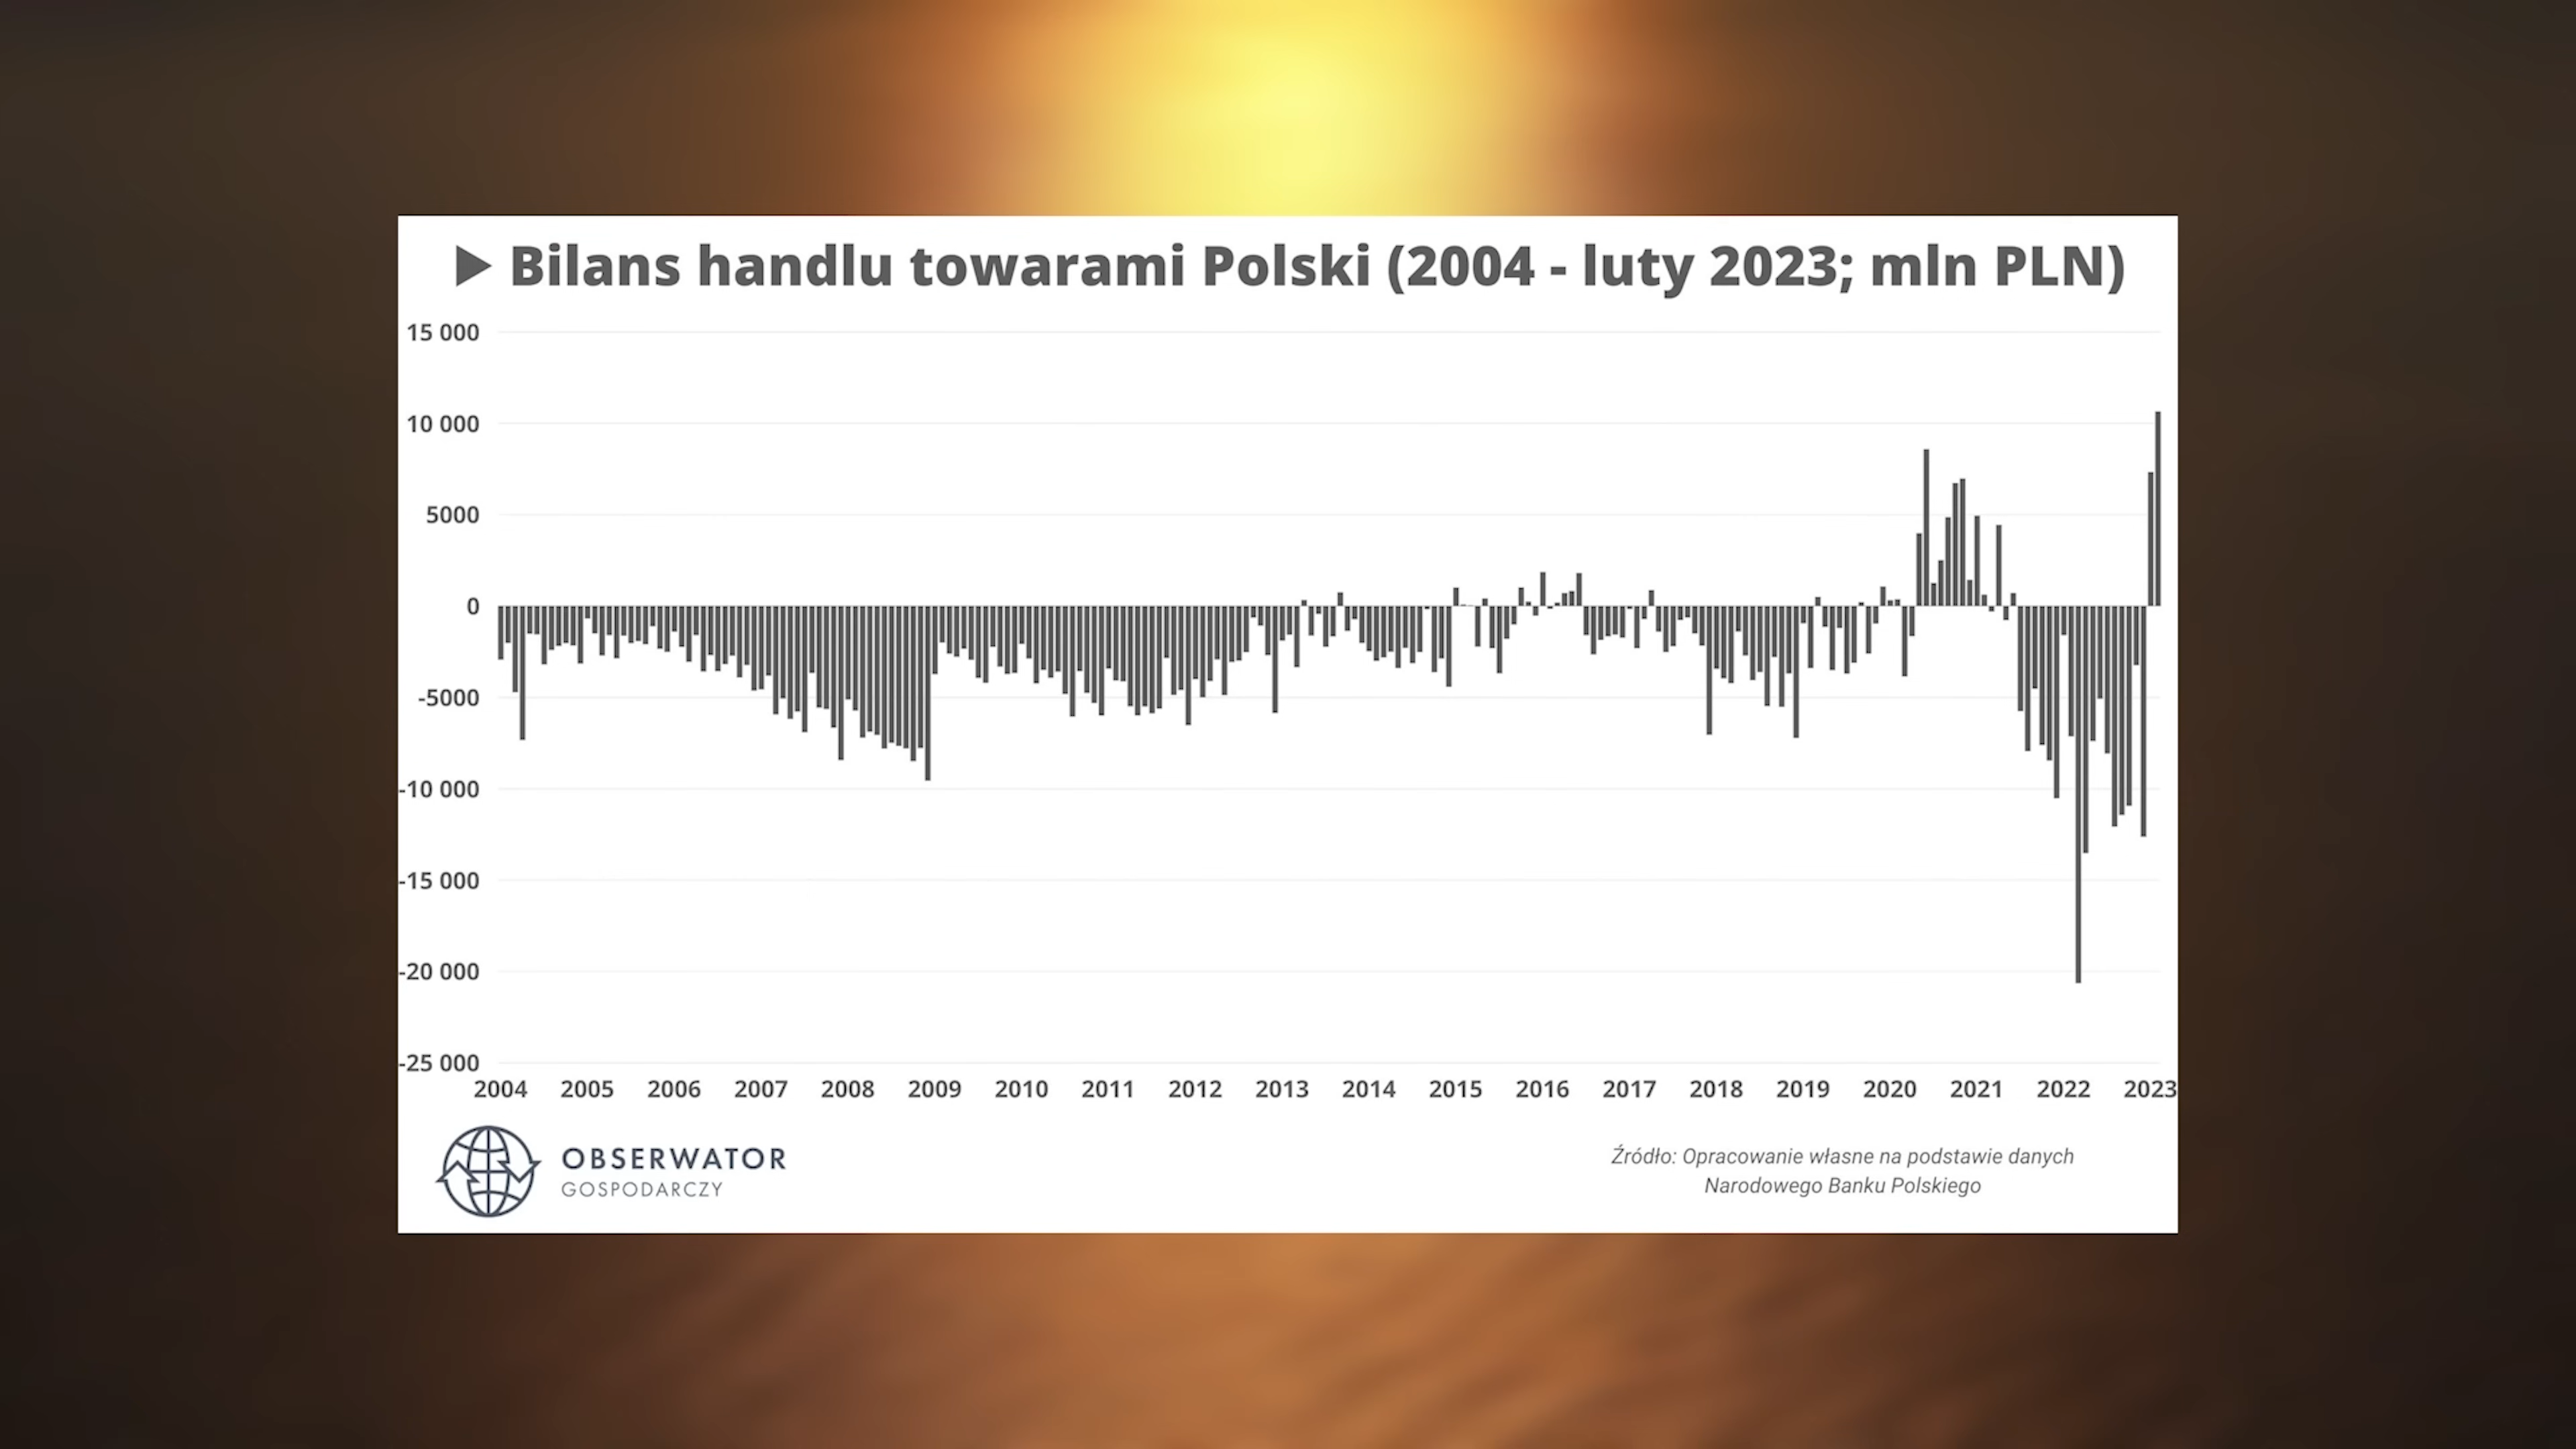 Bilans handlu towarami Polski (2004 - luty 2023; mln PLN)
15 000
10 000
5000
0
-5000
-10 000
-15 000
-20 000
-25 000
2004 2005 2006 2007 2008 2009 2010 2011 2012 2013 2014 2015 2016 2017 2018 2019 2020 2021 2022 2023
OBSERWATOR
GOSPODARCZY
Źródło: Opracowanie własne na podstawie danych
Narodowego Banku Polskiego